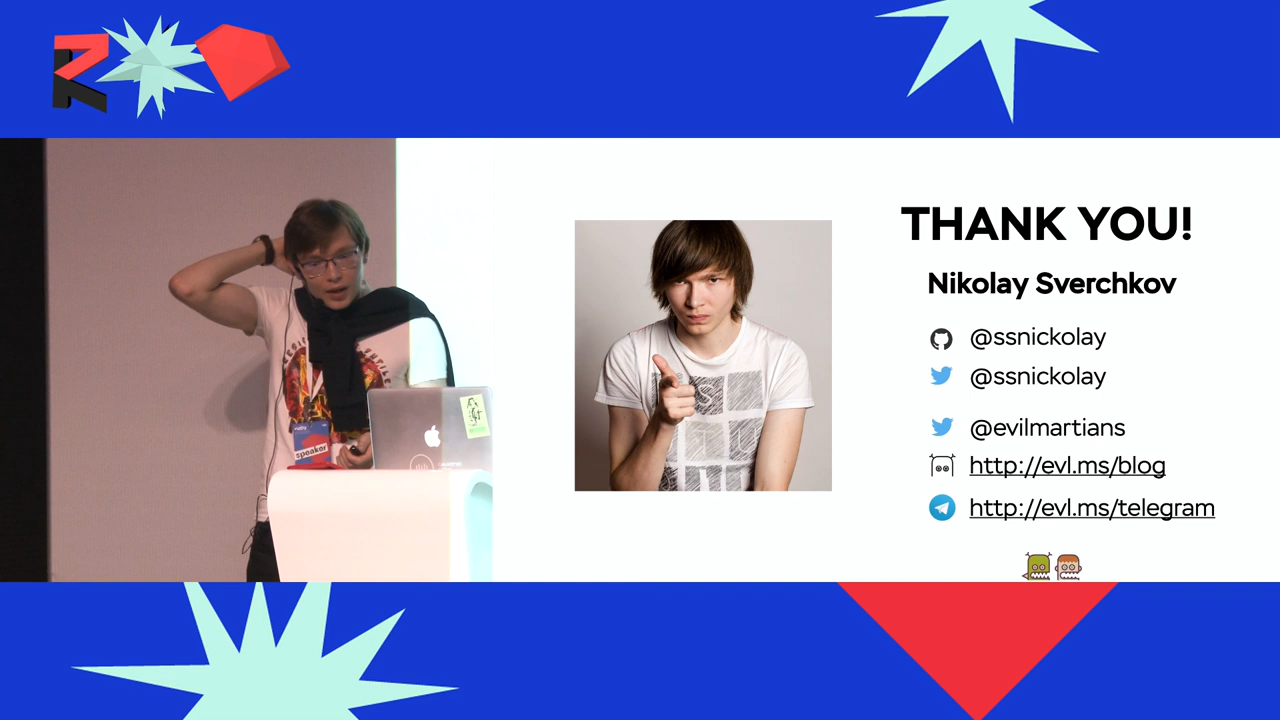 speaker
THANK YOU!
Nikolay Sverchkov
@ssnickolay
@ssnickolay
@evilmartians
http://evl.ms/blog
http://evl.ms/telegram